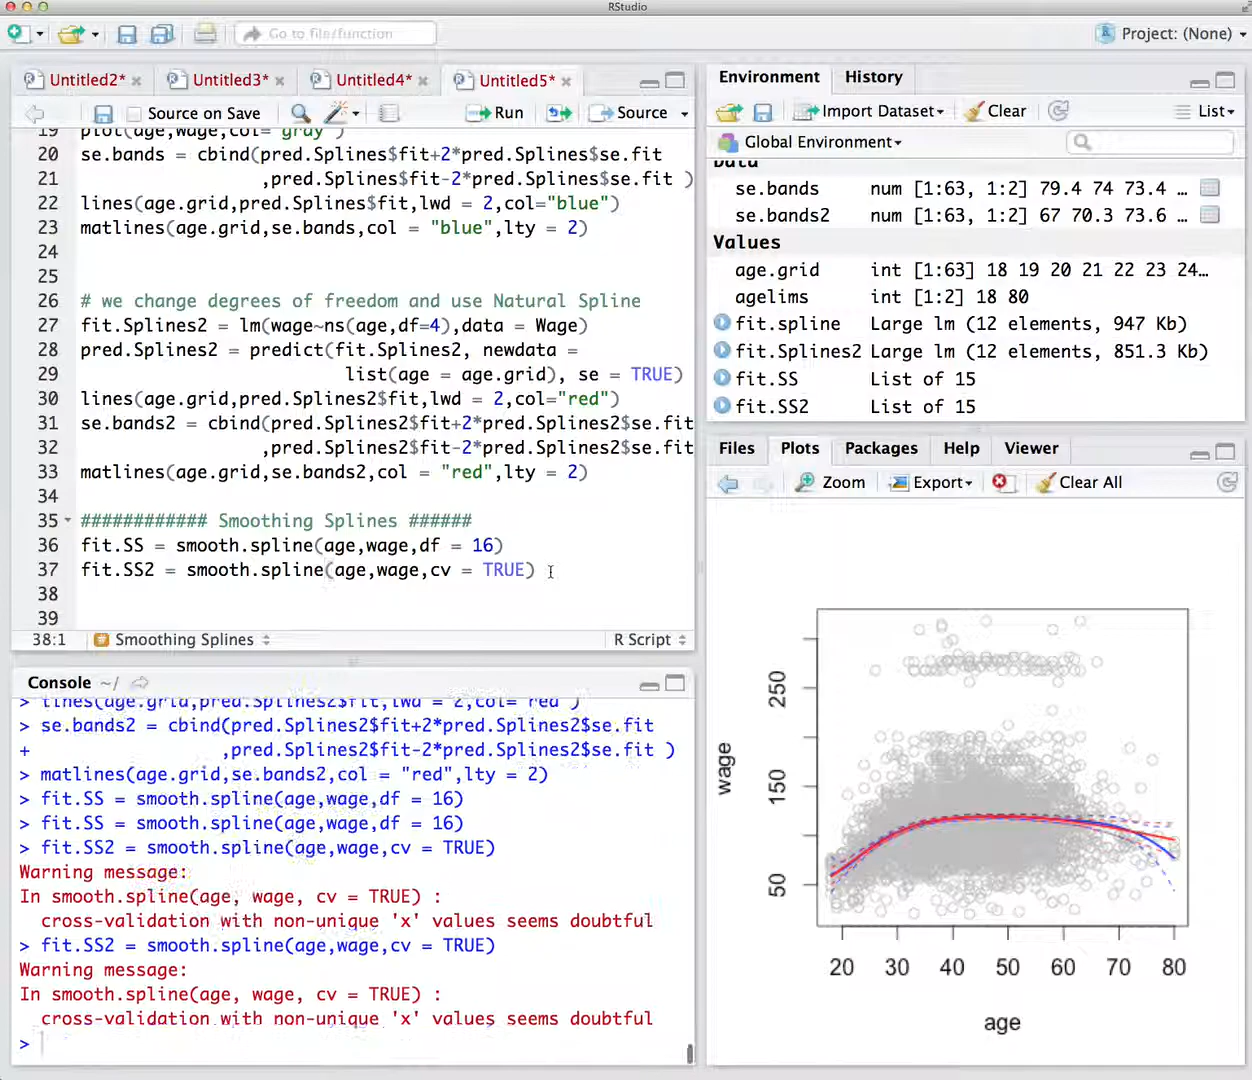 RStudio
Go to file/function
Project: (None)
Untitled2*
Untitled3*
Untitled4*
Untitled5*
Source on Save
Run
Source
19 plot(age,wage,col="gray")
20 se.bands = cbind(pred.Splines$fit+2*pred.Splines$se.fit
21 ,pred.Splines$fit-2*pred.Splines$se.fit )
22 lines(age.grid,pred.Splines$fit,lwd = 2,col="blue")
23 matlines(age.grid,se.bands,col = "blue",lty = 2)
24
25
26 # we change degrees of freedom and use Natural Spline
27 fit.Splines2 = lm(wage~ns(age,df=4),data = Wage)
28 pred.Splines2 = predict(fit.Splines2, newdata =
29 list(age = age.grid), se = TRUE)
30 lines(age.grid,pred.Splines2$fit,lwd = 2,col="red")
31 se.bands2 = cbind(pred.Splines2$fit+2*pred.Splines2$se.fit
32 ,pred.Splines2$fit-2*pred.Splines2$se.fit
33 matlines(age.grid,se.bands2,col = "red",lty = 2)
34
35 ############ Smoothing Splines ######
36 fit.SS = smooth.spline(age,wage,df = 16)
37 fit.SS2 = smooth.spline(age,wage,cv = TRUE)
38
39
38:1
Smoothing Splines
R Script
Console ~/
> lines(age.grid,pred.Splines2$fit,lwd = 2,col="red")
> se.bands2 = cbind(pred.Splines2$fit+2*pred.Splines2$se.fit
+ ,pred.Splines2$fit-2*pred.Splines2$se.fit )
> matlines(age.grid,se.bands2,col = "red",lty = 2)
> fit.SS = smooth.spline(age,wage,df = 16)
> fit.SS = smooth.spline(age,wage,df = 16)
> fit.SS2 = smooth.spline(age,wage,cv = TRUE)
Warning message:
In smooth.spline(age, wage, cv = TRUE) :
cross-validation with non-unique 'x' values seems doubtful
> fit.SS2 = smooth.spline(age,wage,cv = TRUE)
Warning message:
In smooth.spline(age, wage, cv = TRUE) :
cross-validation with non-unique 'x' values seems doubtful
>
Environment
History
Import Dataset
Clear
List
Global Environment
Data
se.bands num [1:63, 1:2] 79.4 74 73.4 …
se.bands2 num [1:63, 1:2] 67 70.3 73.6 …
Values
age.grid int [1:63] 18 19 20 21 22 23 24…
agelims int [1:2] 18 80
fit.spline Large lm (12 elements, 947 Kb)
fit.Splines2 Large lm (12 elements, 851.3 Kb)
fit.SS List of 15
fit.SS2 List of 15
Files
Plots
Packages
Help
Viewer
Zoom
Export
Clear All
wage
250
150
50
20 30 40 50 60 70 80
age